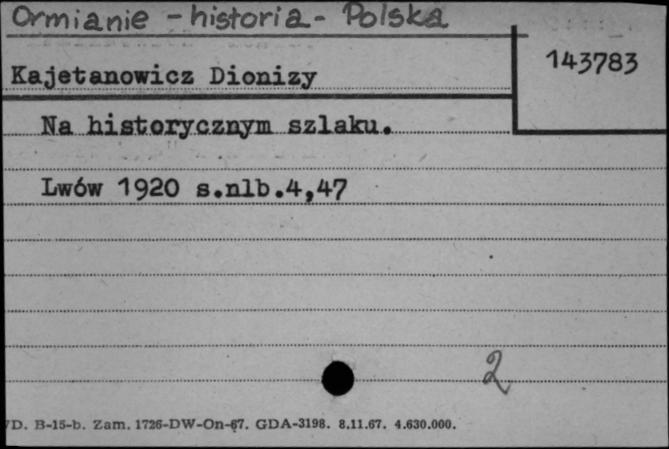 Ormianie - historia - Polska
143783
Kajetanowicz Dionizy
Na historycznym szlaku.
Lwów 1920 s.nlb.4,47
2
D. B-15-b. Zam. 1726-DW-On-67. GDA-3198. 8.11.67. 4.630.000.